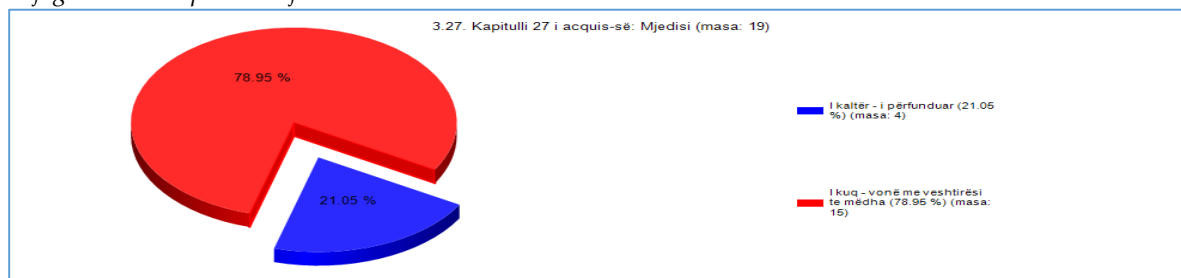 3.27. Kapitulli 27 i acquis-së: Mjedisi (masa: 19)
78.95 %
21.05 %
I kaltër - i përfunduar (21.05
%) (masa: 4)
I kuq - vonë me veshtirësi
te mëdha (78.95 %) (masa:
15)